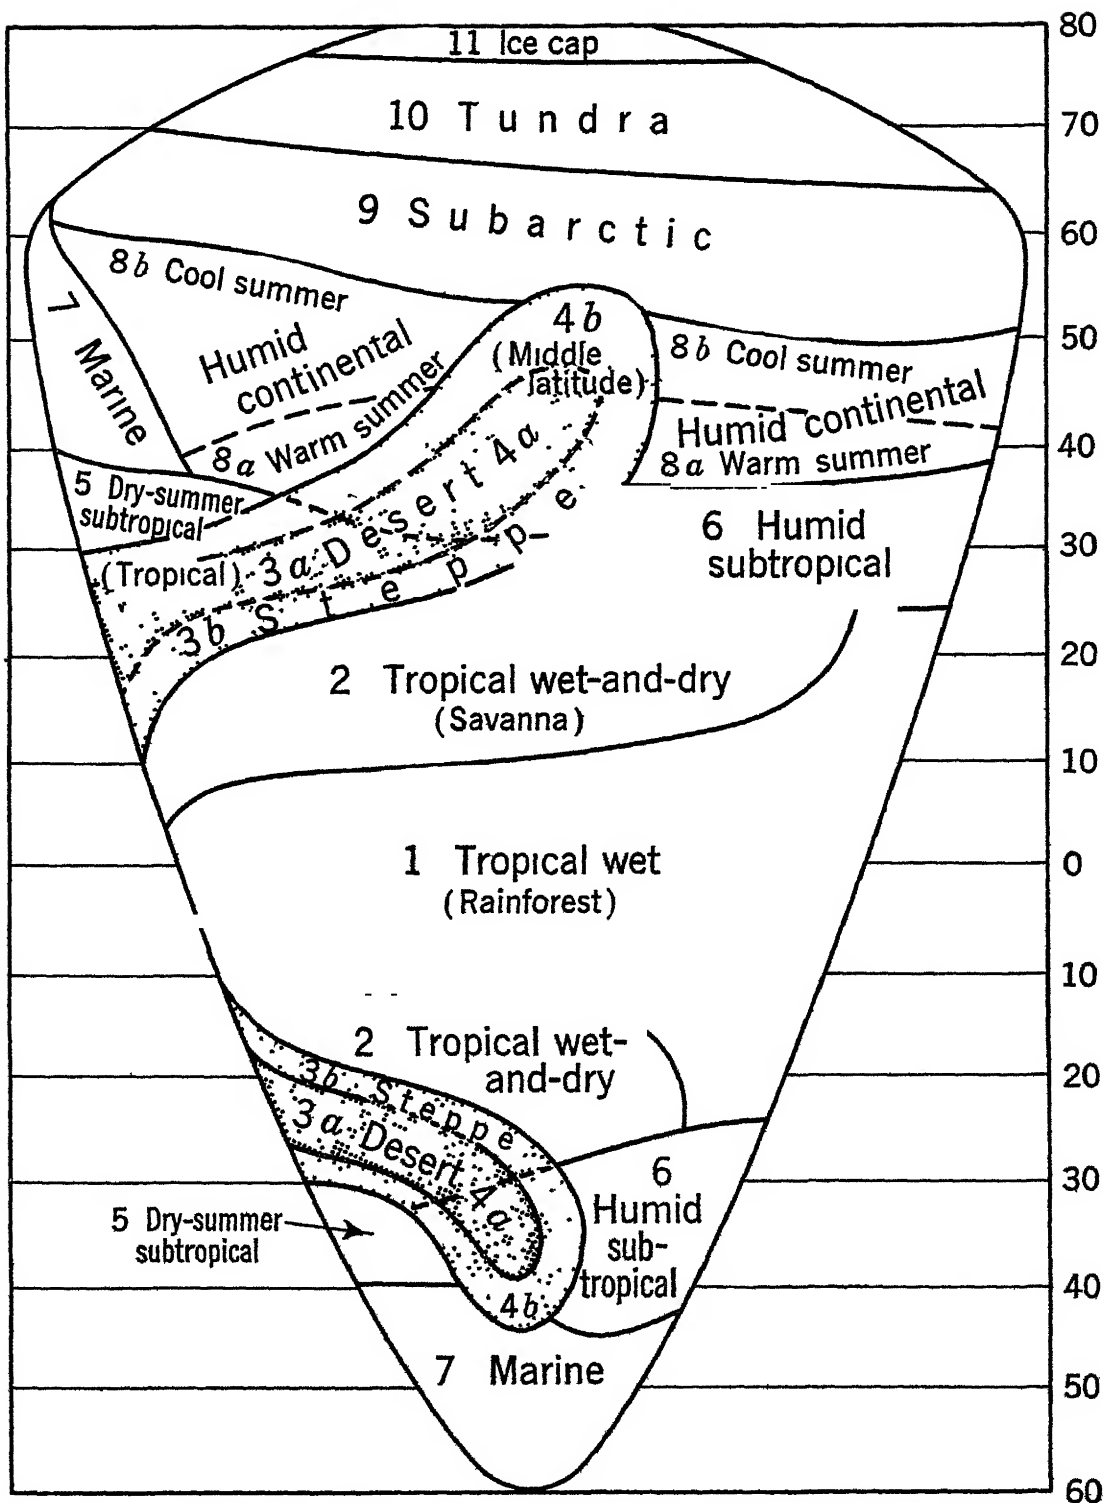 11 Ice cap
80
10 Tundra
70
9 Subarctic
60
8b Cool summer
7 Marine
Humid
continental
8a Warm summer
4b
(Middle
latitude)
50
8b Cool summer
Humid continental
8a Warm summer
40
5 Dry-summer
subtropical
Desert 4a
6 Humid
subtropical
30
(Tropical) 3a
3b Steppe
20
2 Tropical wet-and-dry
(Savanna)
10
1 Tropical wet
(Rainforest)
0
10
2 Tropical wet-
and-dry
20
3b Steppe
3a Desert 4a
6
Humid
sub-
tropical
30
5 Dry-summer
subtropical
40
4b
7 Marine
50
60